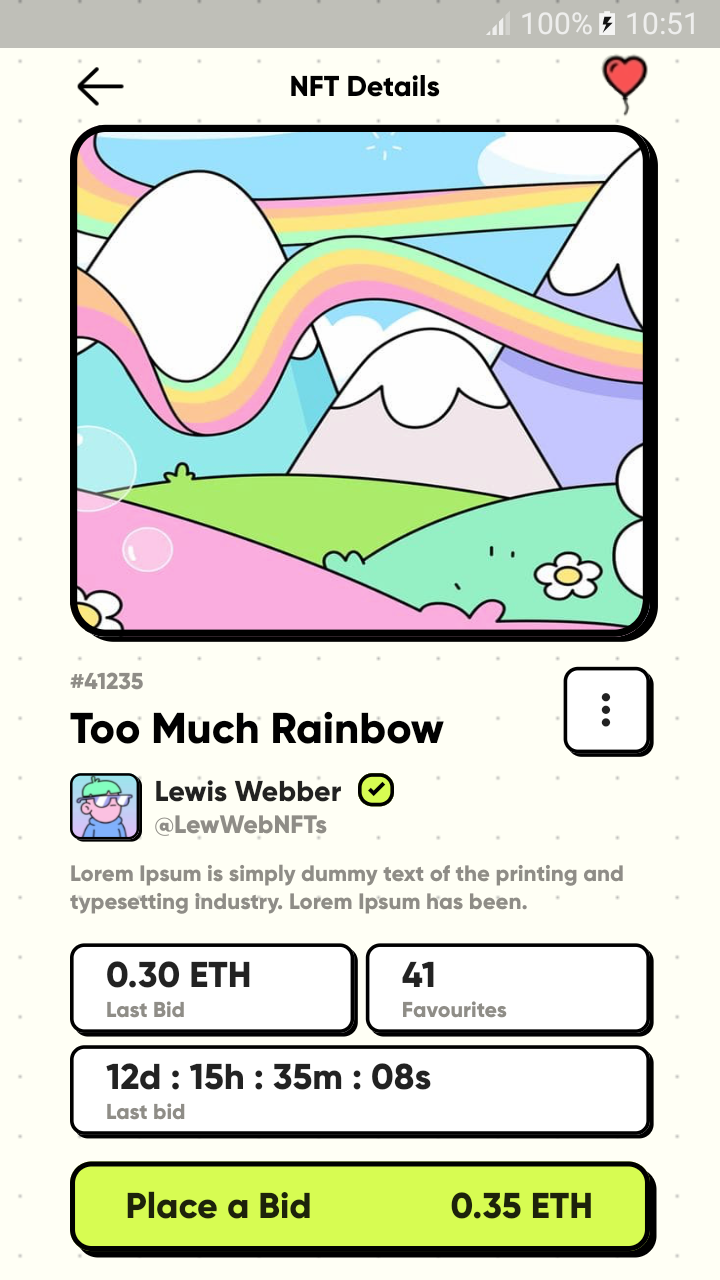 100% 10:51
NFT Details
#41235
Too Much Rainbow
Lewis Webber
@LewWebNFTs
Lorem Ipsum is simply dummy text of the printing and
typesetting industry. Lorem Ipsum has been.
0.30 ETH
Last Bid
41
Favourites
12d : 15h : 35m : 08s
Last bid
Place a Bid 0.35 ETH